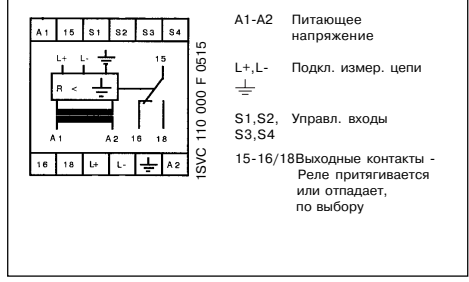 A1 15 S1 S2 S3 S4
L+ L- 15
R <
A1 A2 16 18
16 18 L+ L- A2
1SVC 110 000 F 0515
A1-A2 Питающее
напряжение
L+,L- Подкл. измер. цепи
S1,S2, Управл. входы
S3,S4
15-16/18Выходные контакты -
Реле притягивается
или отпадает,
по выбору